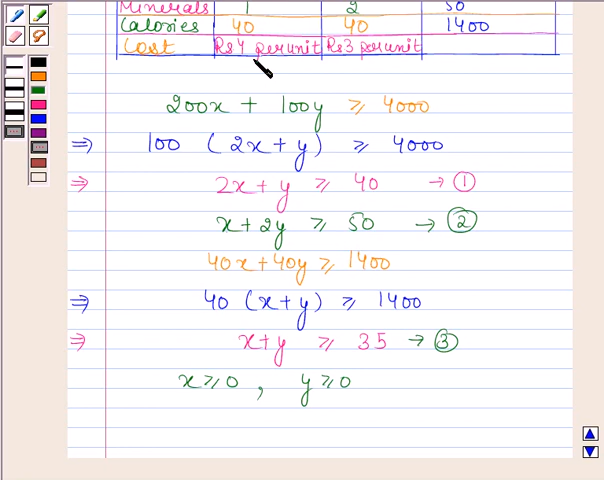 Minerals 1 2 50
Calories 40 40 1400
Cost Rs4 per unit Rs3 per unit
200x + 100y ⩾ 4000
⇒ 100 (2x+y) ⩾ 4000
⇒ 2x+y ⩾ 40 → ①
x+2y ⩾ 50 → ②
40x+40y ⩾ 1400
⇒ 40 (x+y) ⩾ 1400
⇒ x+y ⩾ 35 → ③
x⩾0 , y⩾0